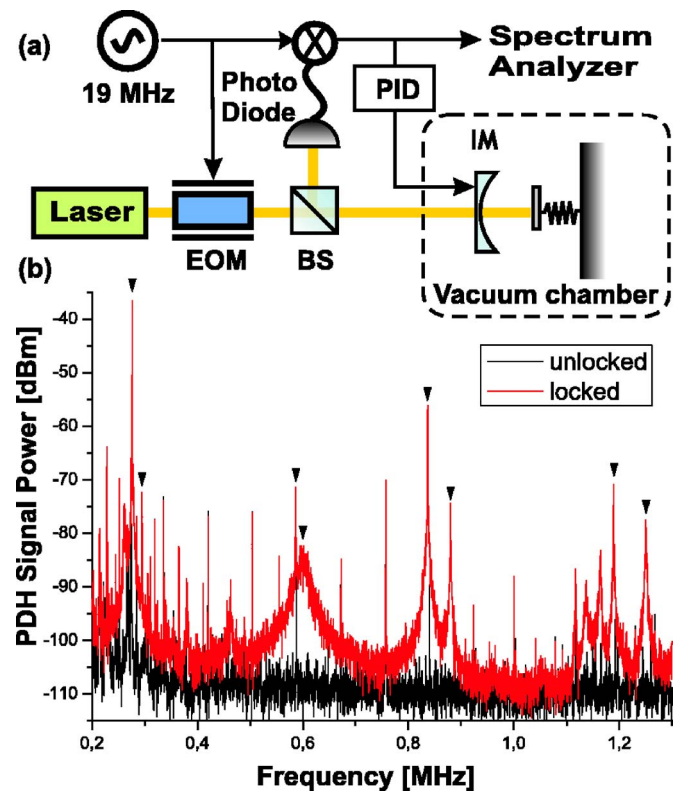 (a)
19 MHz
Photo
Diode
Spectrum
Analyzer
PID
IM
Laser
EOM
BS
Vacuum chamber
(b)
unlocked
locked
PDH Signal Power [dBm]
-40
-50
-60
-70
-80
-90
-100
-110
0,2
0,4
0,6
0,8
1,0
1,2
Frequency [MHz]